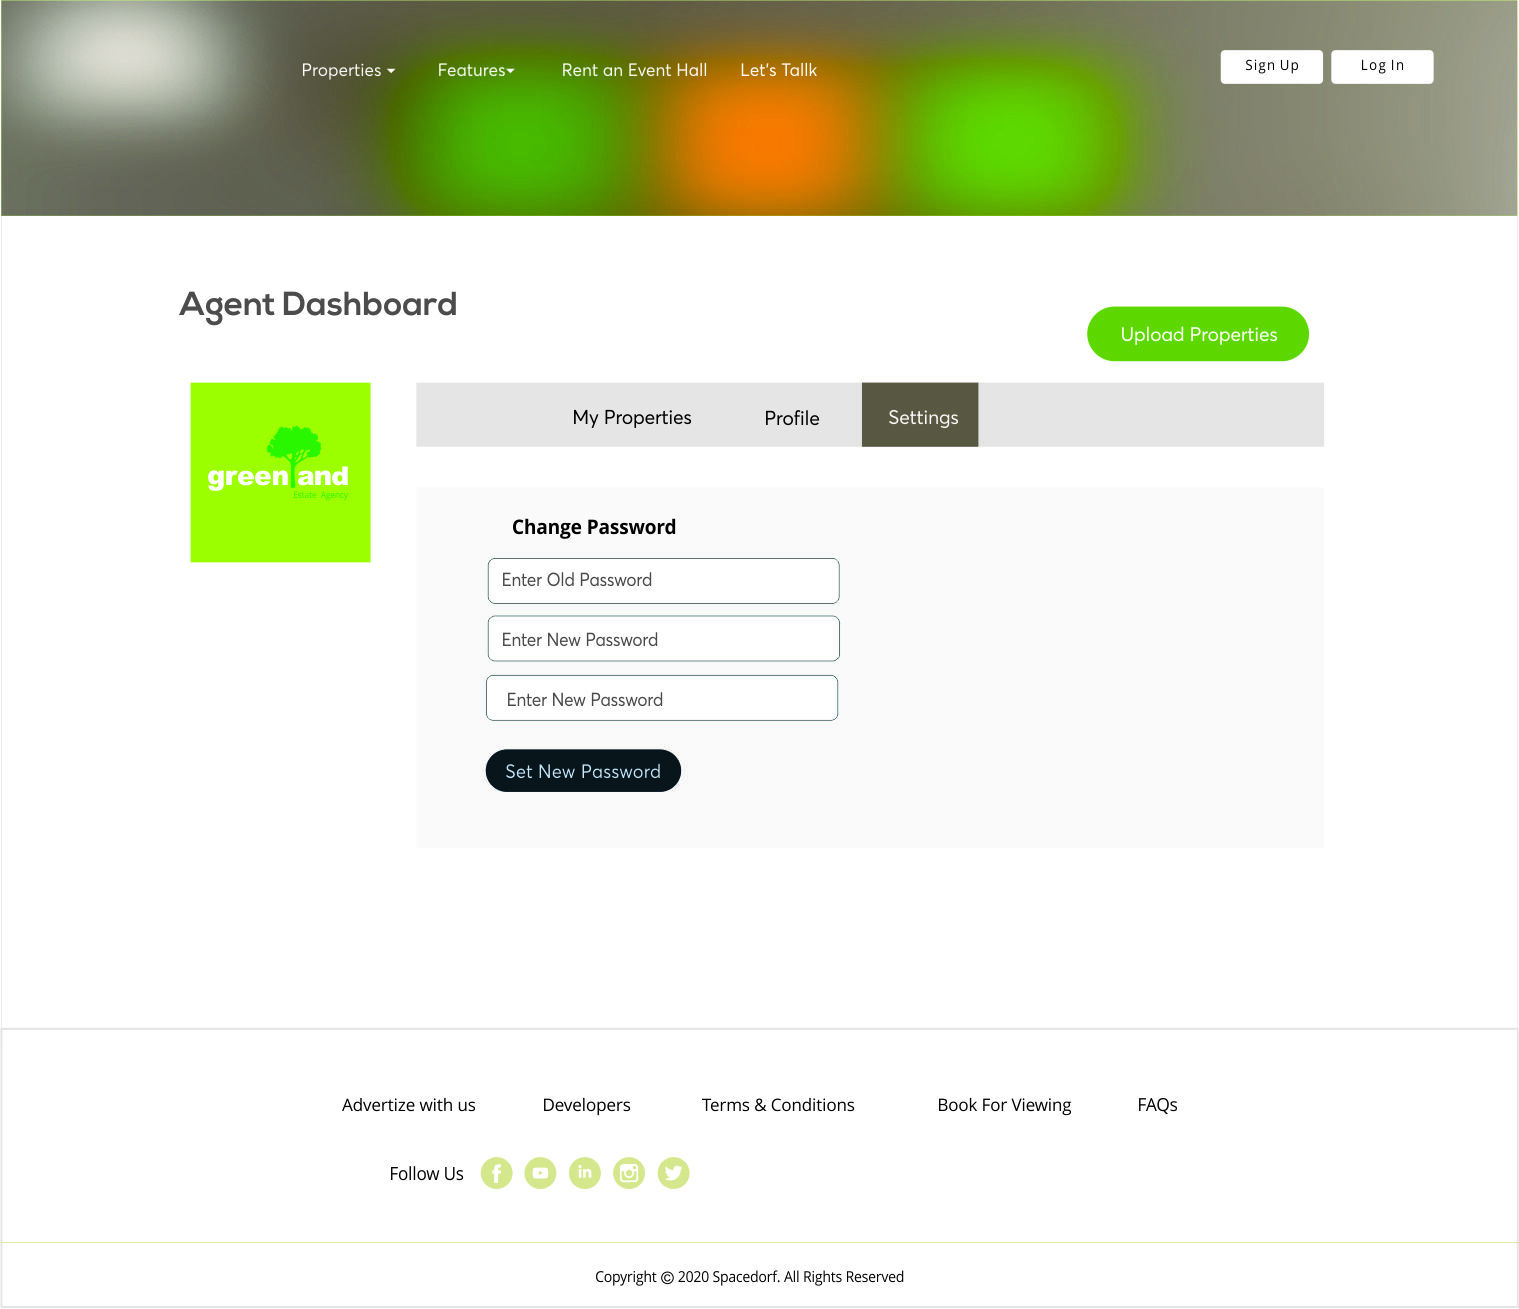 Properties
Features
Rent an Event Hall
Let's Tallk
Sign Up
Log In
Agent Dashboard
Upload Properties
My Properties
Profile
Settings
greenland
Estate Agency
Change Password
Enter Old Password
Enter New Password
Enter New Password
Set New Password
Advertize with us
Developers
Terms & Conditions
Book For Viewing
FAQs
Follow Us
in
Copyright © 2020 Spacedorf. All Rights Reserved